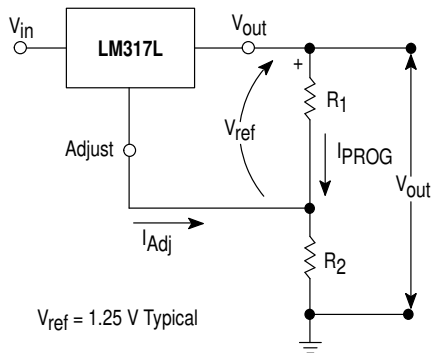 Vin
LM317L
Vout
+
R1
Vref
IPROG
Adjust
Vout
IAdj
R2
Vref = 1.25 V Typical